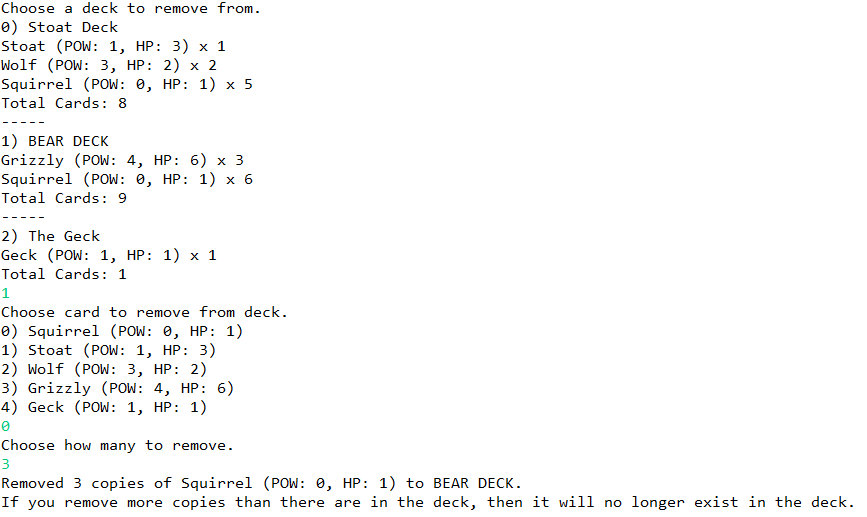 Choose a deck to remove from.
0) Stoat Deck
Stoat (POW: 1, HP: 3) x 1
Wolf (POW: 3, HP: 2) x 2
Squirrel (POW: 0, HP: 1) x 5
Total Cards: 8
-----
1) BEAR DECK
Grizzly (POW: 4, HP: 6) x 3
Squirrel (POW: 0, HP: 1) x 6
Total Cards: 9
-----
2) The Geck
Geck (POW: 1, HP: 1) x 1
Total Cards: 1
1
Choose card to remove from deck.
0) Squirrel (POW: 0, HP: 1)
1) Stoat (POW: 1, HP: 3)
2) Wolf (POW: 3, HP: 2)
3) Grizzly (POW: 4, HP: 6)
4) Geck (POW: 1, HP: 1)
0
Choose how many to remove.
3
Removed 3 copies of Squirrel (POW: 0, HP: 1) to BEAR DECK.
If you remove more copies than there are in the deck, then it will no longer exist in the deck.